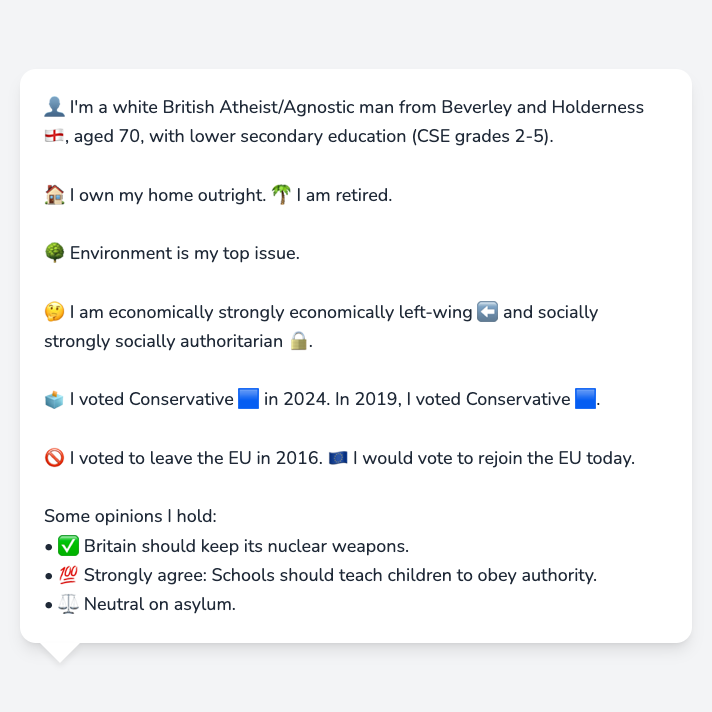 👤 I'm a white British Atheist/Agnostic man from Beverley and Holderness
🏴󠁧󠁢󠁥󠁮󠁧󠁿, aged 70, with lower secondary education (CSE grades 2-5).
🏠 I own my home outright. 🌴 I am retired.
🌳 Environment is my top issue.
🤔 I am economically strongly economically left-wing ⬅️ and socially
strongly socially authoritarian 🔒.
🗳️ I voted Conservative 🟦 in 2024. In 2019, I voted Conservative 🟦.
🚫 I voted to leave the EU in 2016. 🇪🇺 I would vote to rejoin the EU today.
Some opinions I hold:
• ✅ Britain should keep its nuclear weapons.
• 💯 Strongly agree: Schools should teach children to obey authority.
• ⚖️ Neutral on asylum.